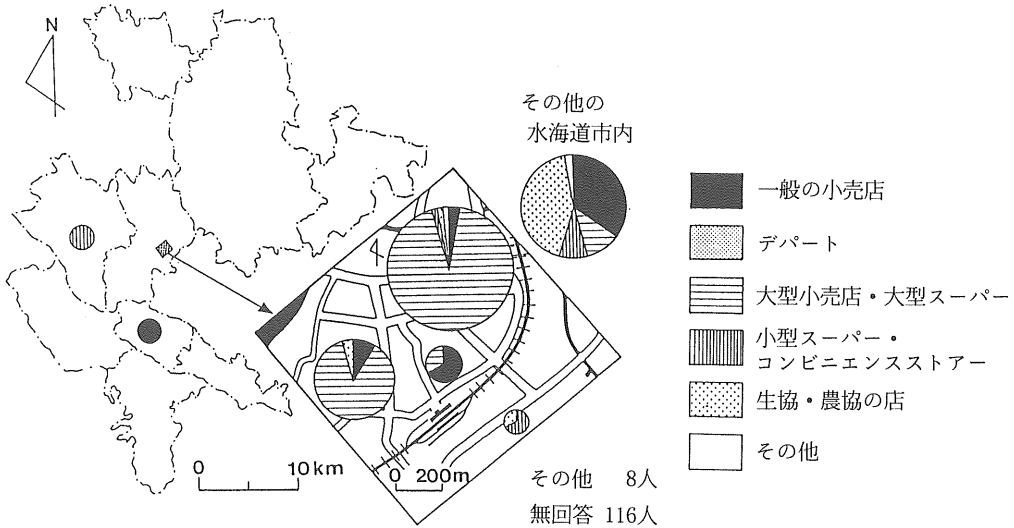 N
その他の
水海道市内
一般の小売店
デパート
大型小売店・大型スーパー
小型スーパー・
コンビニエンスストアー
生協・農協の店
その他
0 10km
0 200m
その他 8人
無回答 116人